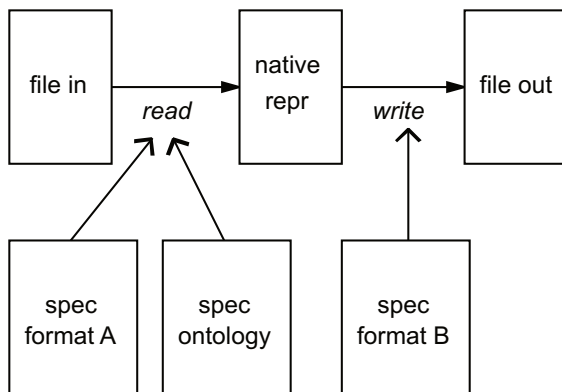 file in
native
repr
file out
read
write
spec
format A
spec
ontology
spec
format B